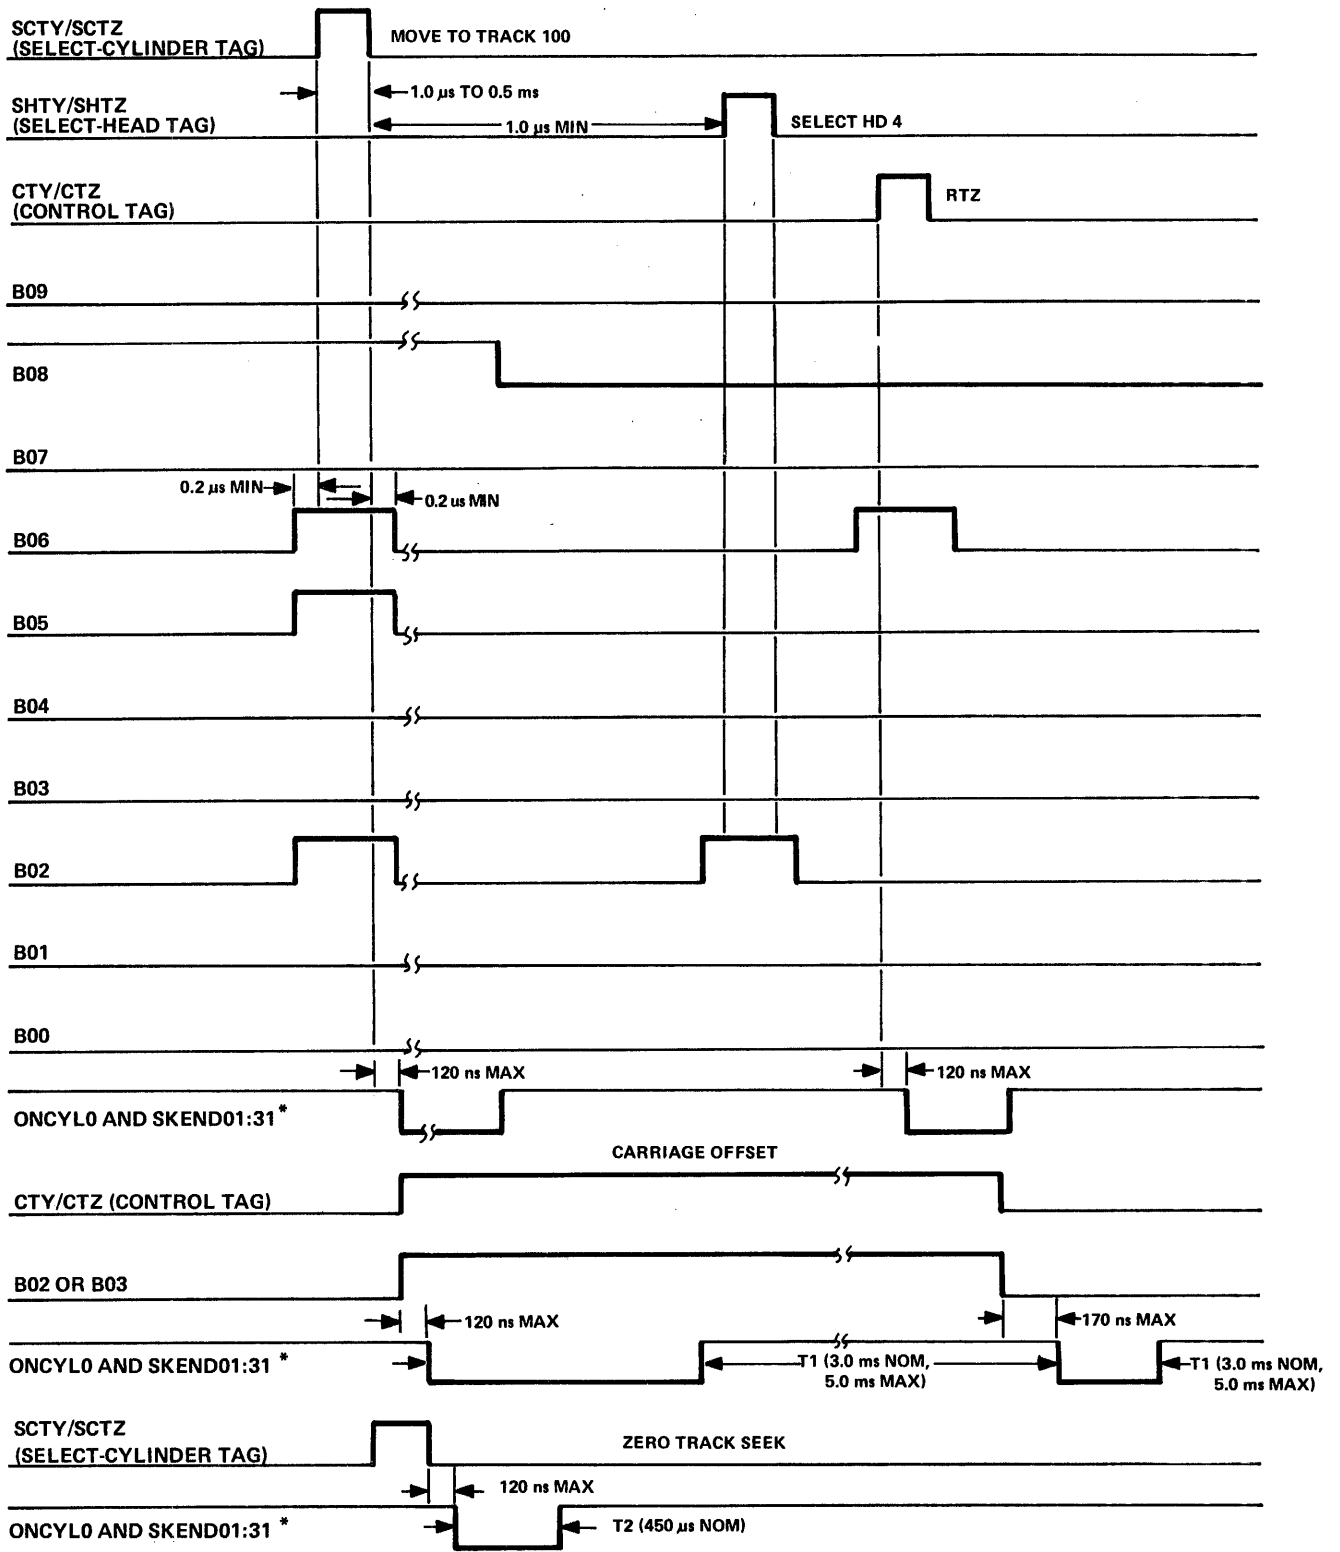 SCTY/SCTZ
(SELECT-CYLINDER TAG)
MOVE TO TRACK 100
1.0 µs TO 0.5 ms
SHTY/SHTZ
(SELECT-HEAD TAG)
1.0 µs MIN
SELECT HD 4
CTY/CTZ
(CONTROL TAG)
RTZ
B09
B08
B07
0.2 µs MIN
0.2 us MIN
B06
B05
B04
B03
B02
B01
B00
120 ns MAX
120 ns MAX
ONCYL0 AND SKEND01:31*
CARRIAGE OFFSET
CTY/CTZ (CONTROL TAG)
B02 OR B03
120 ns MAX
170 ns MAX
ONCYL0 AND SKEND01:31 *
T1 (3.0 ms NOM,
5.0 ms MAX)
T1 (3.0 ms NOM,
5.0 ms MAX)
SCTY/SCTZ
(SELECT-CYLINDER TAG)
ZERO TRACK SEEK
120 ns MAX
ONCYL0 AND SKEND01:31 *
T2 (450 µs NOM)